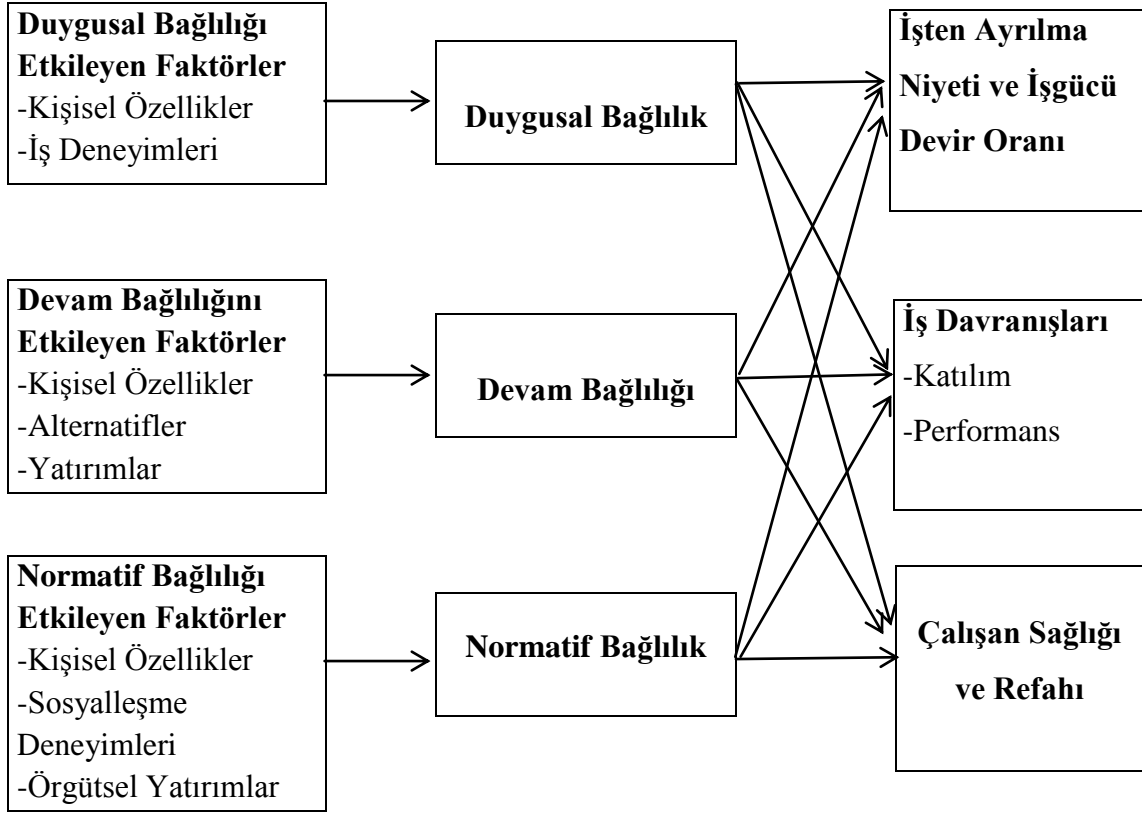 Duygusal Bağlılığı
Etkileyen Faktörler
-Kişisel Özellikler
-İş Deneyimleri
Duygusal Bağlılık
İşten Ayrılma
Niyeti ve İşgücü
Devir Oranı
Devam Bağlılığını
Etkileyen Faktörler
-Kişisel Özellikler
-Alternatifler
-Yatırımlar
Devam Bağlılığı
İş Davranışları
-Katılım
-Performans
Normatif Bağlılığı
Etkileyen Faktörler
-Kişisel Özellikler
-Sosyalleşme
Deneyimleri
-Örgütsel Yatırımlar
Normatif Bağlılık
Çalışan Sağlığı
ve Refahı